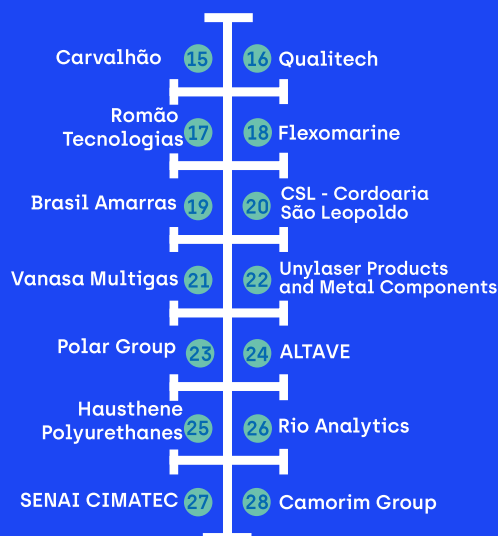 Carvalhão 15
16 Qualitech
Romão
Tecnologias 17
18 Flexomarine
Brasil Amarras 19
20 CSL - Cordoaria
São Leopoldo
Vanasa Multigas 21
22 Unylaser Products
and Metal Components
Polar Group 23
24 ALTAVE
Hausthene
Polyurethanes 25
26 Rio Analytics
SENAI CIMATEC 27
28 Camorim Group